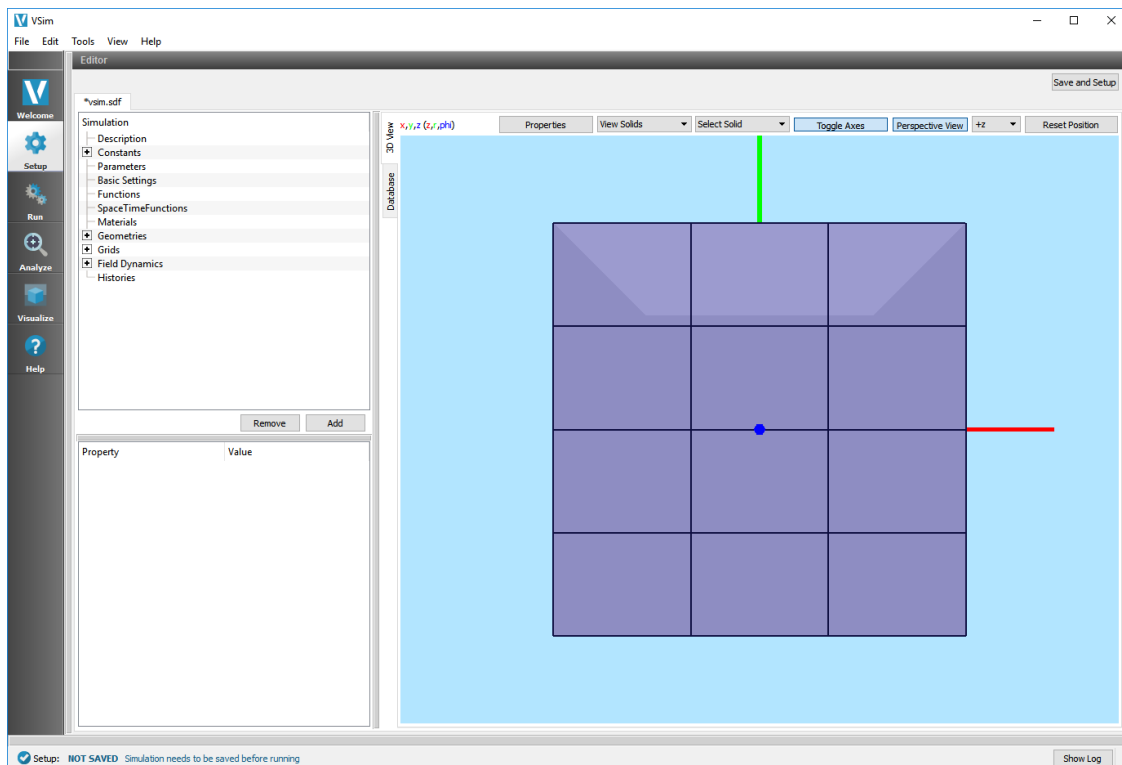 VSim
File Edit Tools View Help
Editor
Save and Setup
*vsim.sdf
Welcome
Setup
Run
Analyze
Visualize
Help
Simulation
Description
Constants
Parameters
Basic Settings
Functions
SpaceTimeFunctions
Materials
Geometries
Grids
Field Dynamics
Histories
Remove Add
Property Value
3D View
Database
x,y,z (z,r,phi) Properties View Solids Select Solid Toggle Axes Perspective View +z Reset Position
Setup: NOT SAVED Simulation needs to be saved before running Show Log